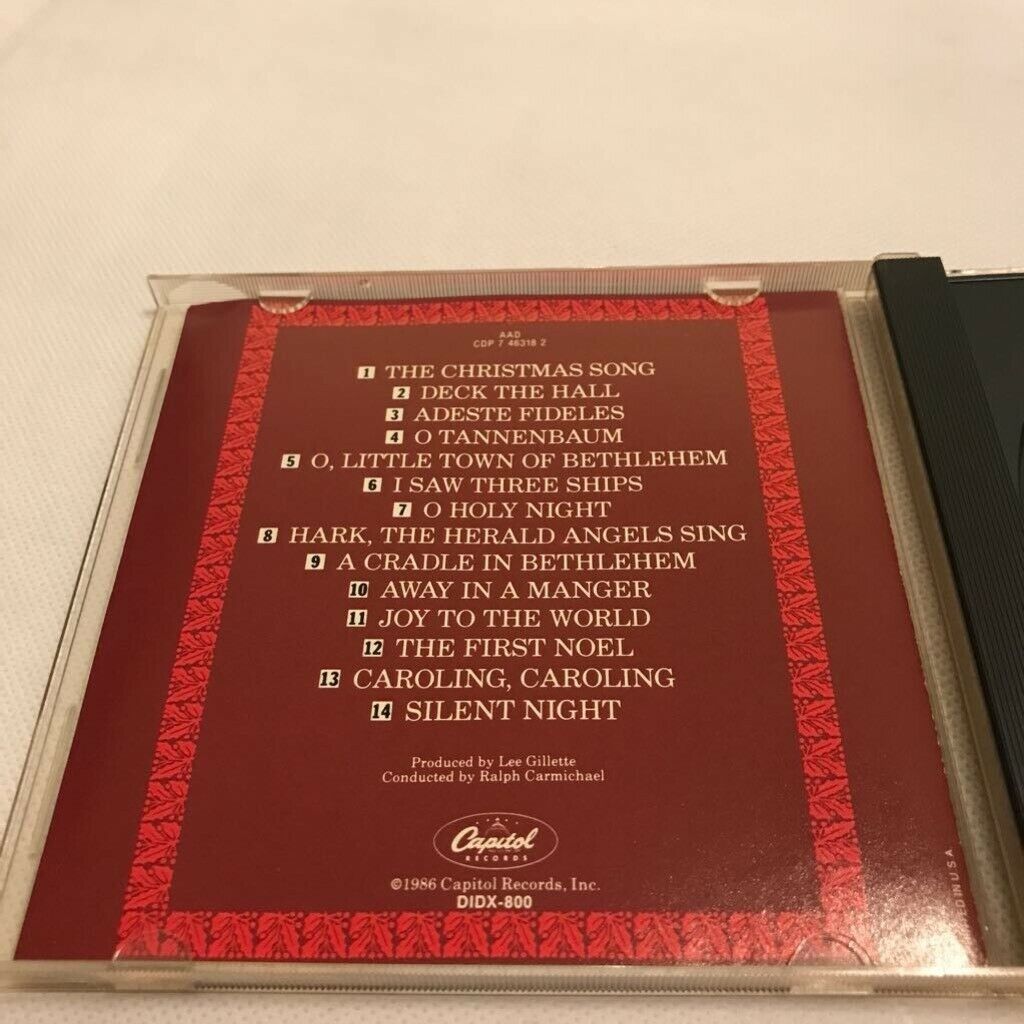 AAD
CDP 7 46318 2
1 THE CHRISTMAS SONG
2 DECK THE HALL
3 ADESTE FIDELES
4 O TANNENBAUM
5 O, LITTLE TOWN OF BETHLEHEM
6 I SAW THREE SHIPS
7 O HOLY NIGHT
8 HARK, THE HERALD ANGELS SING
9 A CRADLE IN BETHLEHEM
10 AWAY IN A MANGER
11 JOY TO THE WORLD
12 THE FIRST NOEL
13 CAROLING, CAROLING
14 SILENT NIGHT
Produced by Lee Gillette
Conducted by Ralph Carmichael
Capitol
RECORDS
©1986 Capitol Records, Inc.
DIDX-800
IN U S A